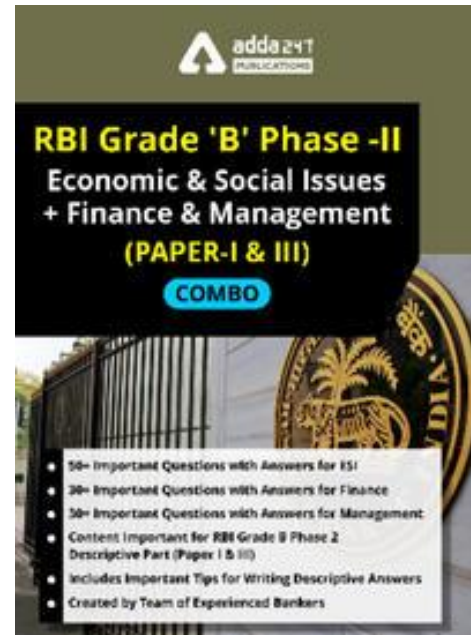 adda247
PUBLICATIONS
RBI Grade 'B' Phase -II
Economic & Social Issues
+ Finance & Management
(PAPER-I & III)
COMBO
50+ Important Questions with Answers for ESI
30+ Important Questions with Answers for Finance
30+ Important Questions with Answers for Management
Content Important for RBI Grade B Phase 2
Descriptive Part (Paper I & III)
Includes Important Tips for Writing Descriptive Answers
Created by Team of Experienced Bankers